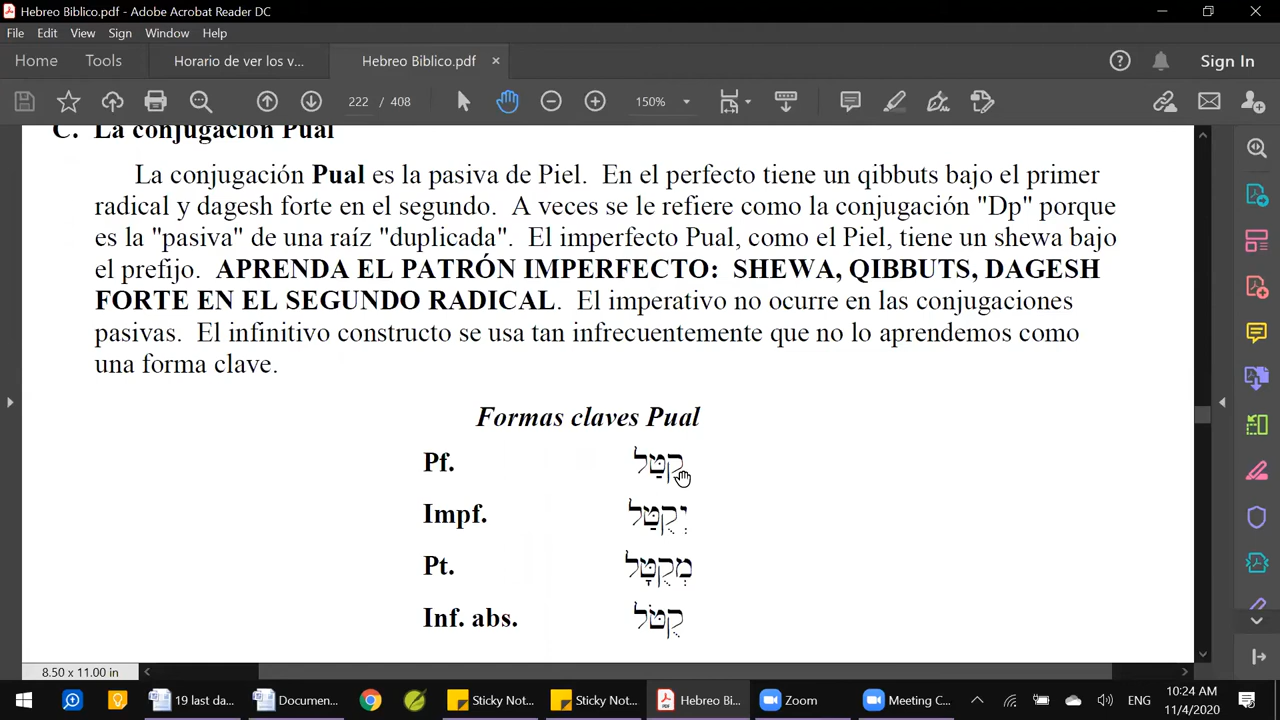 Hebreo Biblico.pdf - Adobe Acrobat Reader DC
File Edit View Sign Window Help
Home Tools Horario de ver los v... Hebreo Biblico.pdf × Sign In
222 / 408 150%
C. La conjugación Pual
La conjugación Pual es la pasiva de Piel. En el perfecto tiene un qibbuts bajo el primer
radical y dagesh forte en el segundo. A veces se le refiere como la conjugación "Dp" porque
es la "pasiva" de una raíz "duplicada". El imperfecto Pual, como el Piel, tiene un shewa bajo
el prefijo. APRENDA EL PATRÓN IMPERFECTO: SHEWA, QIBBUTS, DAGESH
FORTE EN EL SEGUNDO RADICAL. El imperativo no ocurre en las conjugaciones
pasivas. El infinitivo constructo se usa tan infrecuentemente que no lo aprendemos como
una forma clave.
Formas claves Pual
Pf. קֻטַּל
Impf. יְקֻטַּל
Pt. מְקֻטָּל
Inf. abs. קֻטֹּל
8.50 x 11.00 in
19 last da... Documen... Sticky Not... Sticky Not... Hebreo Bi... Zoom Meeting C... ENG 10:24 AM
11/4/2020